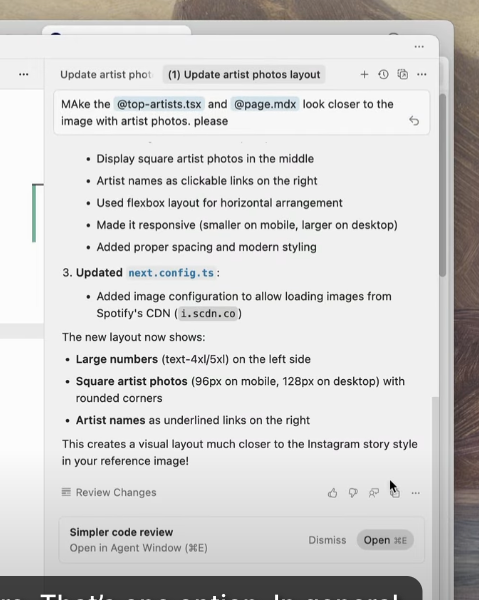 Update artist phot
(1) Update artist photos layout
MAke the @top-artists.tsx and @page.mdx look closer to the
image with artist photos. please
• Display square artist photos in the middle
• Artist names as clickable links on the right
• Used flexbox layout for horizontal arrangement
• Made it responsive (smaller on mobile, larger on desktop)
• Added proper spacing and modern styling
3. Updated next.config.ts:
• Added image configuration to allow loading images from
Spotify's CDN (i.scdn.co)
The new layout now shows:
• Large numbers (text-4xl/5xl) on the left side
• Square artist photos (96px on mobile, 128px on desktop) with
rounded corners
• Artist names as underlined links on the right
This creates a visual layout much closer to the Instagram story style
in your reference image!
Review Changes
Simpler code review
Open in Agent Window (⌘E)
Dismiss
Open ⌘E
That's one option. In general